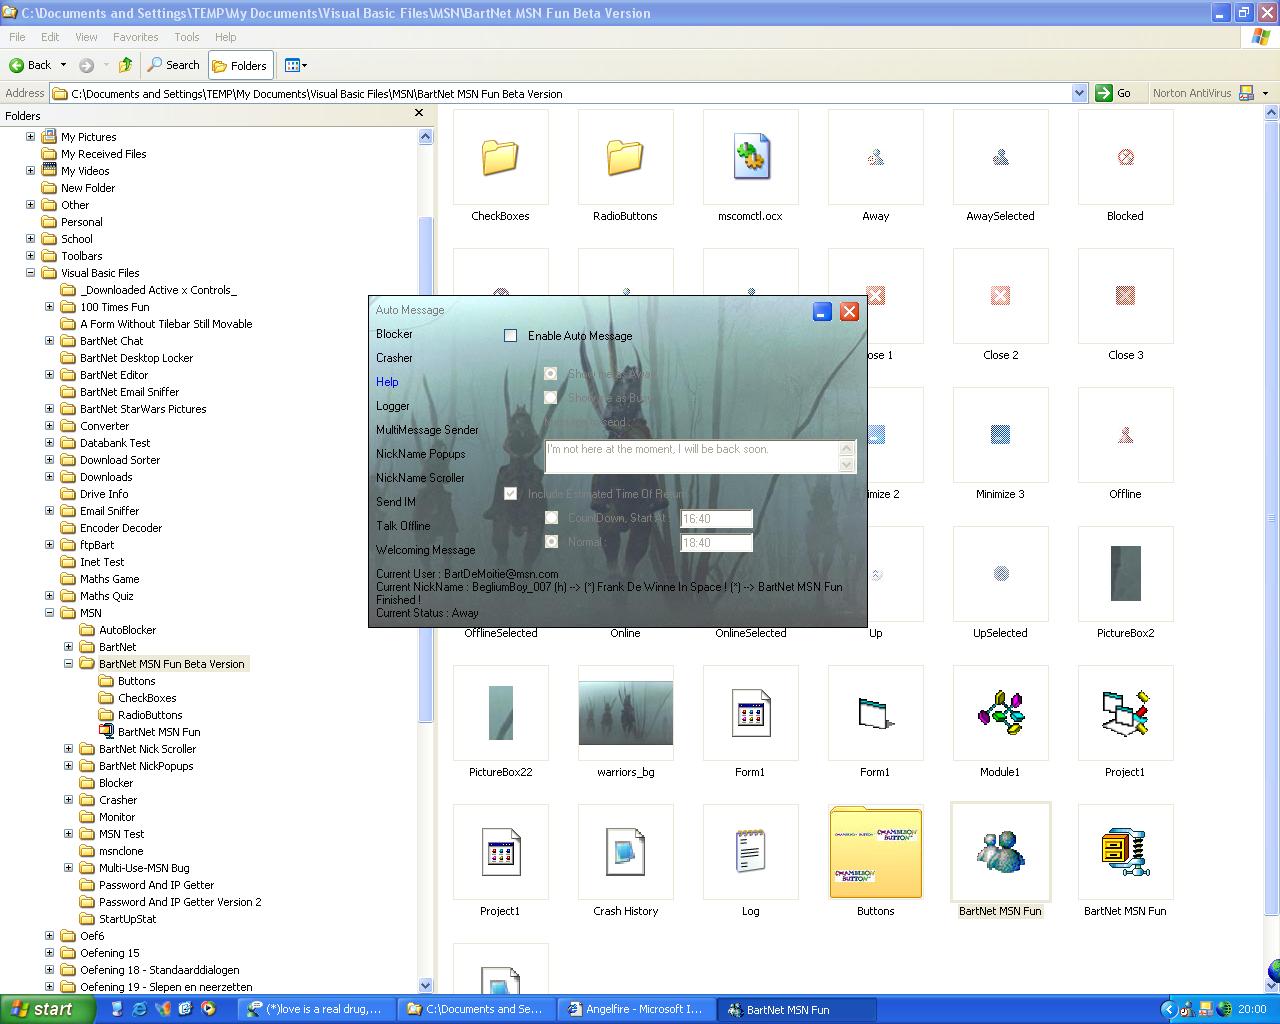 C:\Documents and Settings\TEMP\My Documents\Visual Basic Files\MSN\BartNet MSN Fun Beta Version
File Edit View Favorites Tools Help
Back Search Folders
Address C:\Documents and Settings\TEMP\My Documents\Visual Basic Files\MSN\BartNet MSN Fun Beta Version Go Norton AntiVirus
Folders
My Pictures
My Received Files
My Videos
New Folder
Other
Personal
School
Toolbars
Visual Basic Files
_Downloaded Active x Controls_
100 Times Fun
A Form Without Tilebar Still Movable
BartNet Chat
BartNet Desktop Locker
BartNet Editor
BartNet Email Sniffer
BartNet StarWars Pictures
Converter
Databank Test
Download Sorter
Downloads
Drive Info
Email Sniffer
Encoder Decoder
ftpBart
Inet Test
Maths Game
Maths Quiz
MSN
AutoBlocker
BartNet
BartNet MSN Fun Beta Version
Buttons
CheckBoxes
RadioButtons
BartNet MSN Fun
BartNet Nick Scroller
BartNet NickPopups
Blocker
Crasher
Monitor
MSN Test
msnclone
Multi-Use-MSN Bug
Password And IP Getter
Password And IP Getter Version 2
StartUpStat
Oef6
Oefening 15
Oefening 18 - Standaarddialogen
Oefening 19 - Slepen en neerzetten
CheckBoxes RadioButtons mscomctl.ocx Away AwaySelected Blocked
ose 1 Close 2 Close 3
imize 2 Minimize 3 Offline
OfflineSelected Online OnlineSelected Up UpSelected PictureBox2
PictureBox22 warriors_bg Form1 Form1 Module1 Project1
Project1 Crash History Log Buttons BartNet MSN Fun BartNet MSN Fun
CHAMELEON BUTTON
Auto Message
Blocker
Crasher
Help
Logger
MultiMessage Sender
NickName Popups
NickName Scroller
Send IM
Talk Offline
Welcoming Message
Enable Auto Message
Show me as Away
Show me as Busy
I'm not here at the moment, I will be back soon.
Include Estimated Time Of Return
CountDown, Start At : 16:40
Normal : 18:40
Current User : BartDeMoitie@msn.com
Current NickName : BegliumBoy_007 (h) --> (*) Frank De Winne In Space ! (*) --> BartNet MSN Fun
Finished !
Current Status : Away
start (*)love is a real drug,... C:\Documents and Se... Angelfire - Microsoft I... BartNet MSN Fun 20:00